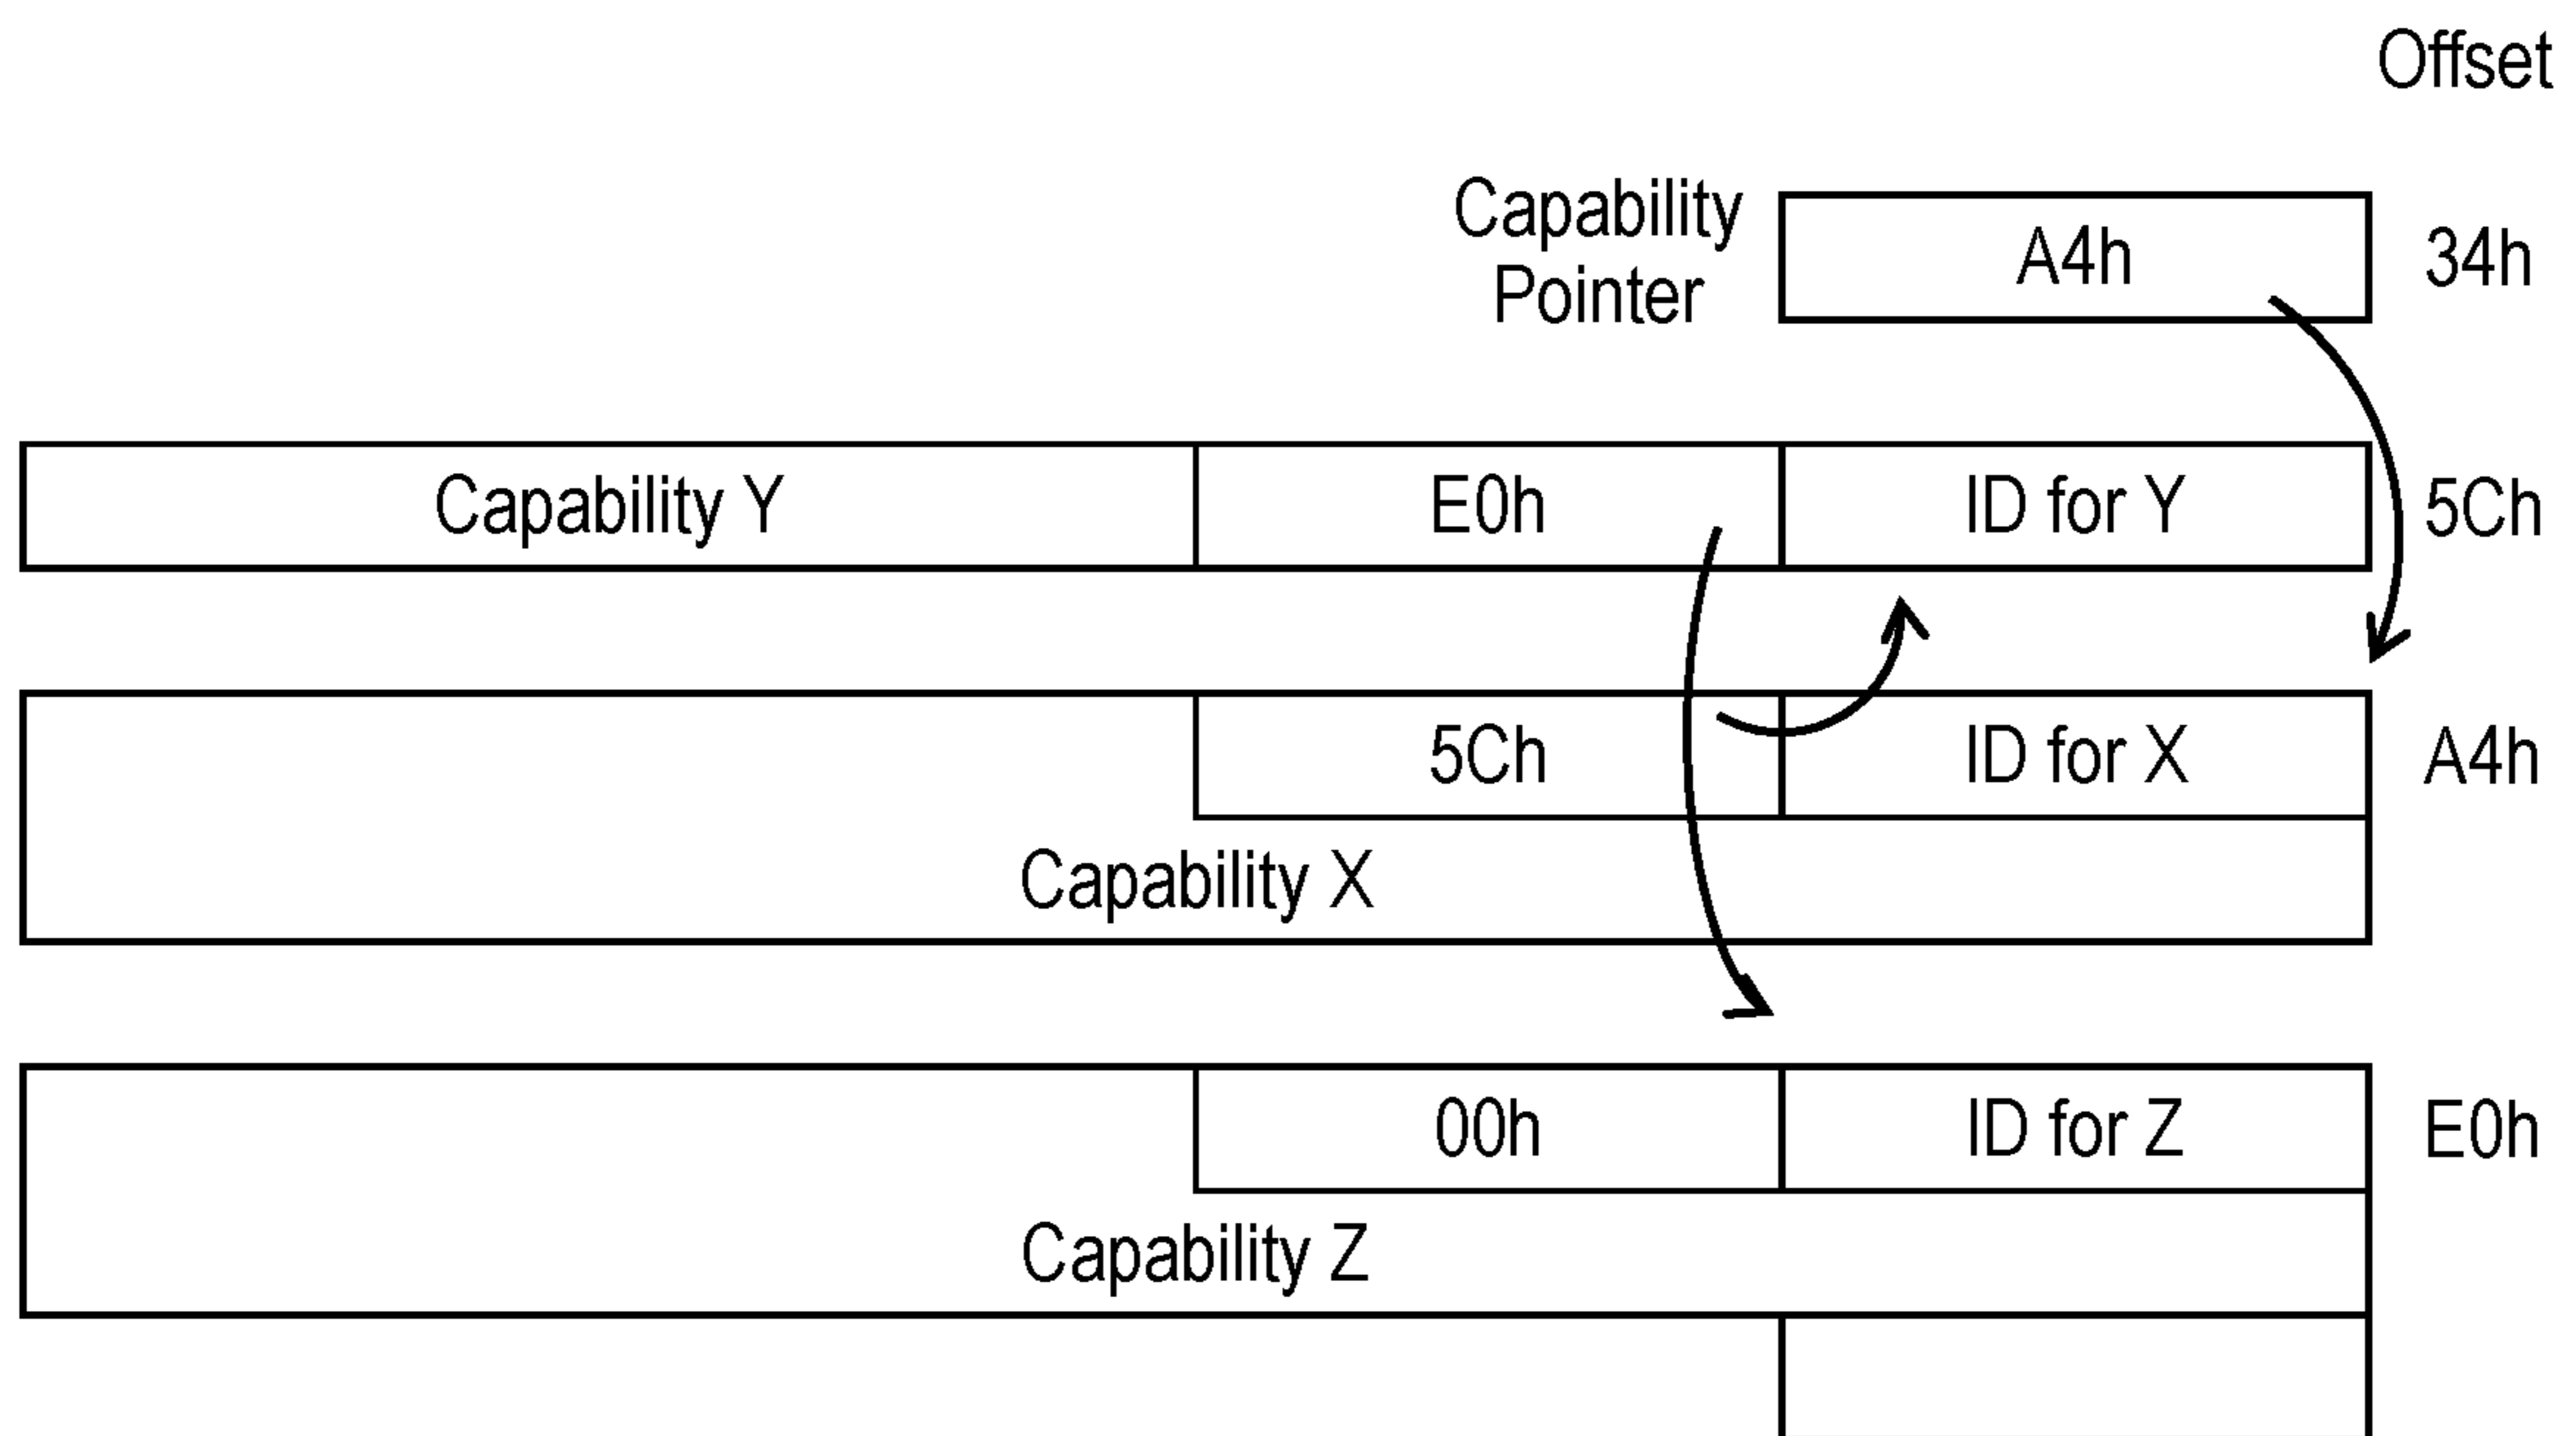 Offset
Capability
Pointer
A4h
34h
Capability Y
E0h
ID for Y
5Ch
5Ch
ID for X
A4h
Capability X
00h
ID for Z
E0h
Capability Z